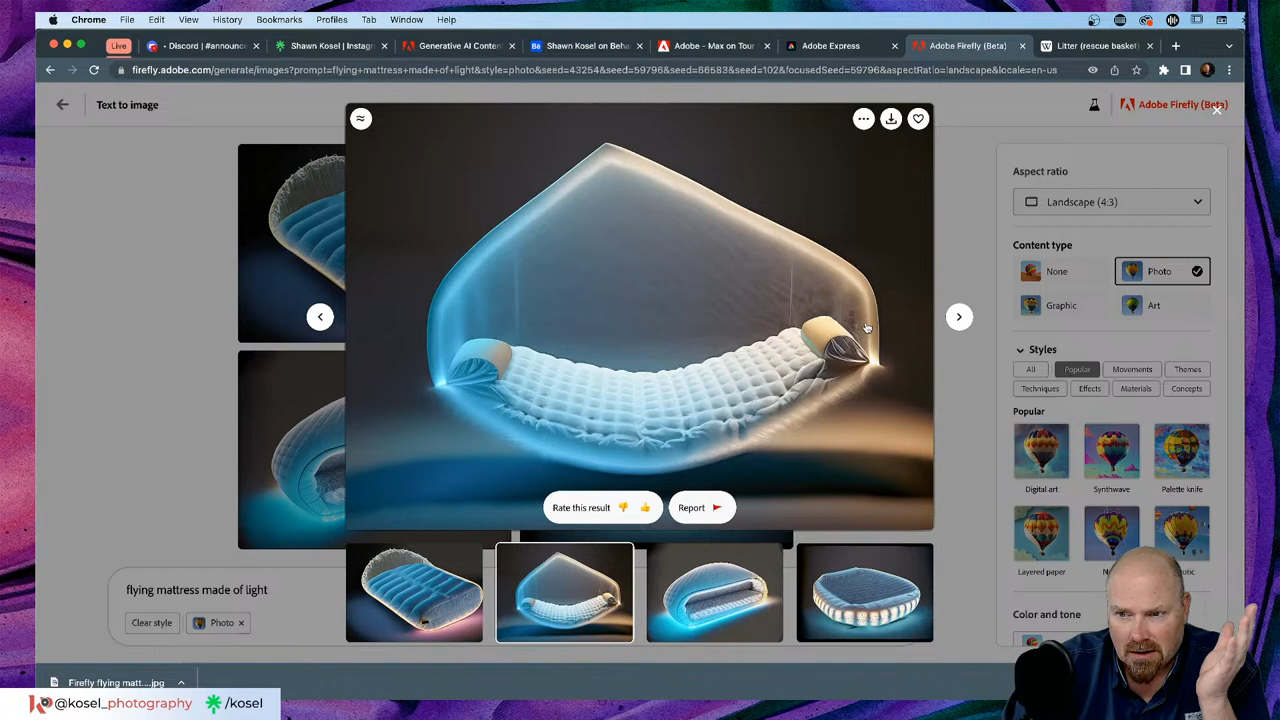 Chrome File Edit View History Bookmarks Profiles Tab Window Help
Live • Discord | #announce Shawn Kosel | Instag Generative AI Conten Shawn Kosel on Beha Adobe - Max on Tour Adobe Express Adobe Firefly (Beta) Litter (rescue basket)
firefly.adobe.com/generate/images?prompt=flying+mattress+made+of+light&style=photo&seed=43254&seed=59796&seed=66583&seed=102&focusedSeed=59796&aspectRatio=landscape&locale=en-us
Text to image
Adobe Firefly (Beta)
Aspect ratio
Landscape (4:3)
Content type
None Photo
Graphic Art
Styles
All Popular Movements Themes
Techniques Effects Materials Concepts
Popular
Digital art Synthwave Palette knife
Layered paper
Color and tone
Rate this result Report
flying mattress made of light
Clear style Photo
Firefly flying matt....jpg
@kosel_photography /kosel